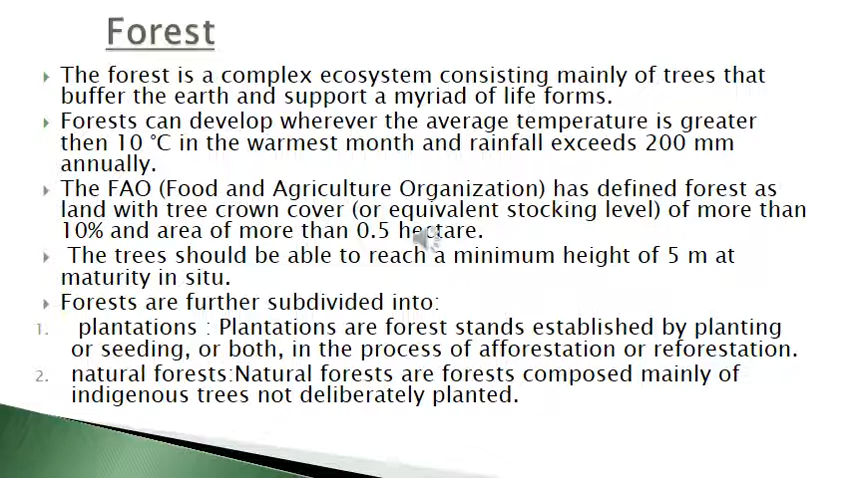 Forest
The forest is a complex ecosystem consisting mainly of trees that
buffer the earth and support a myriad of life forms.
Forests can develop wherever the average temperature is greater
then 10 °C in the warmest month and rainfall exceeds 200 mm
annually.
The FAO (Food and Agriculture Organization) has defined forest as
land with tree crown cover (or equivalent stocking level) of more than
10% and area of more than 0.5 hectare.
The trees should be able to reach a minimum height of 5 m at
maturity in situ.
Forests are further subdivided into:
1. plantations : Plantations are forest stands established by planting
or seeding, or both, in the process of afforestation or reforestation.
2. natural forests:Natural forests are forests composed mainly of
indigenous trees not deliberately planted.